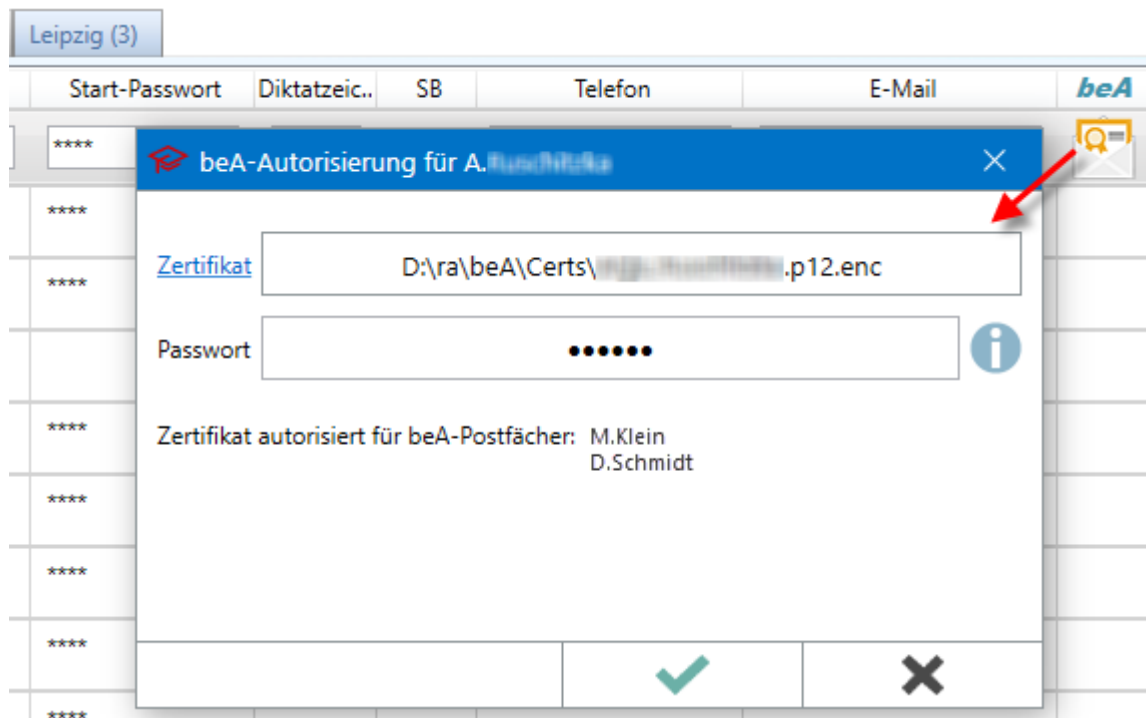 Leipzig (3)
Start-Passwort Diktatzeic.. SB Telefon E-Mail beA
****
beA-Autorisierung für A.
****
Zertifikat D:\ra\beA\Certs\ .p12.enc
****
Passwort ••••••
Zertifikat autorisiert für beA-Postfächer: M.Klein
****
D.Schmidt
****
****
****
****